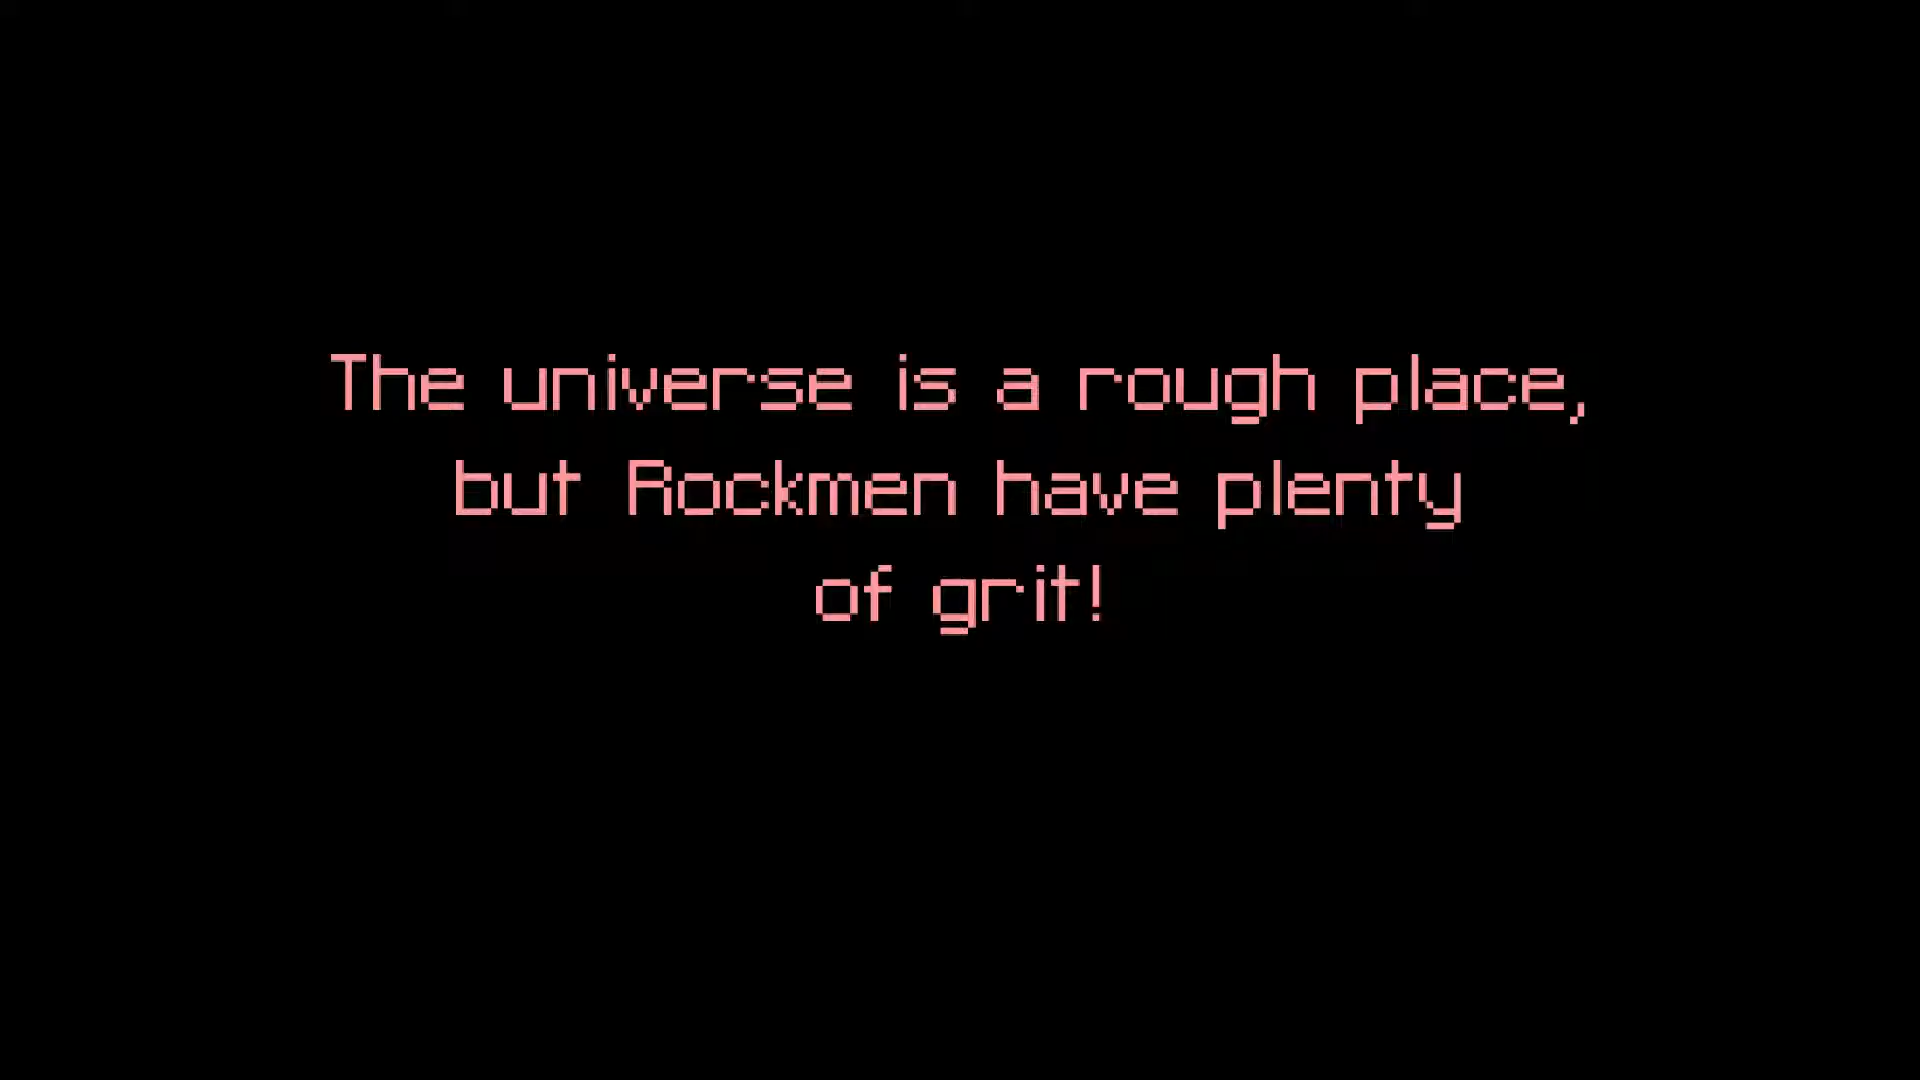 The universe is a rough place,
but Rockmen have plenty
of grit!